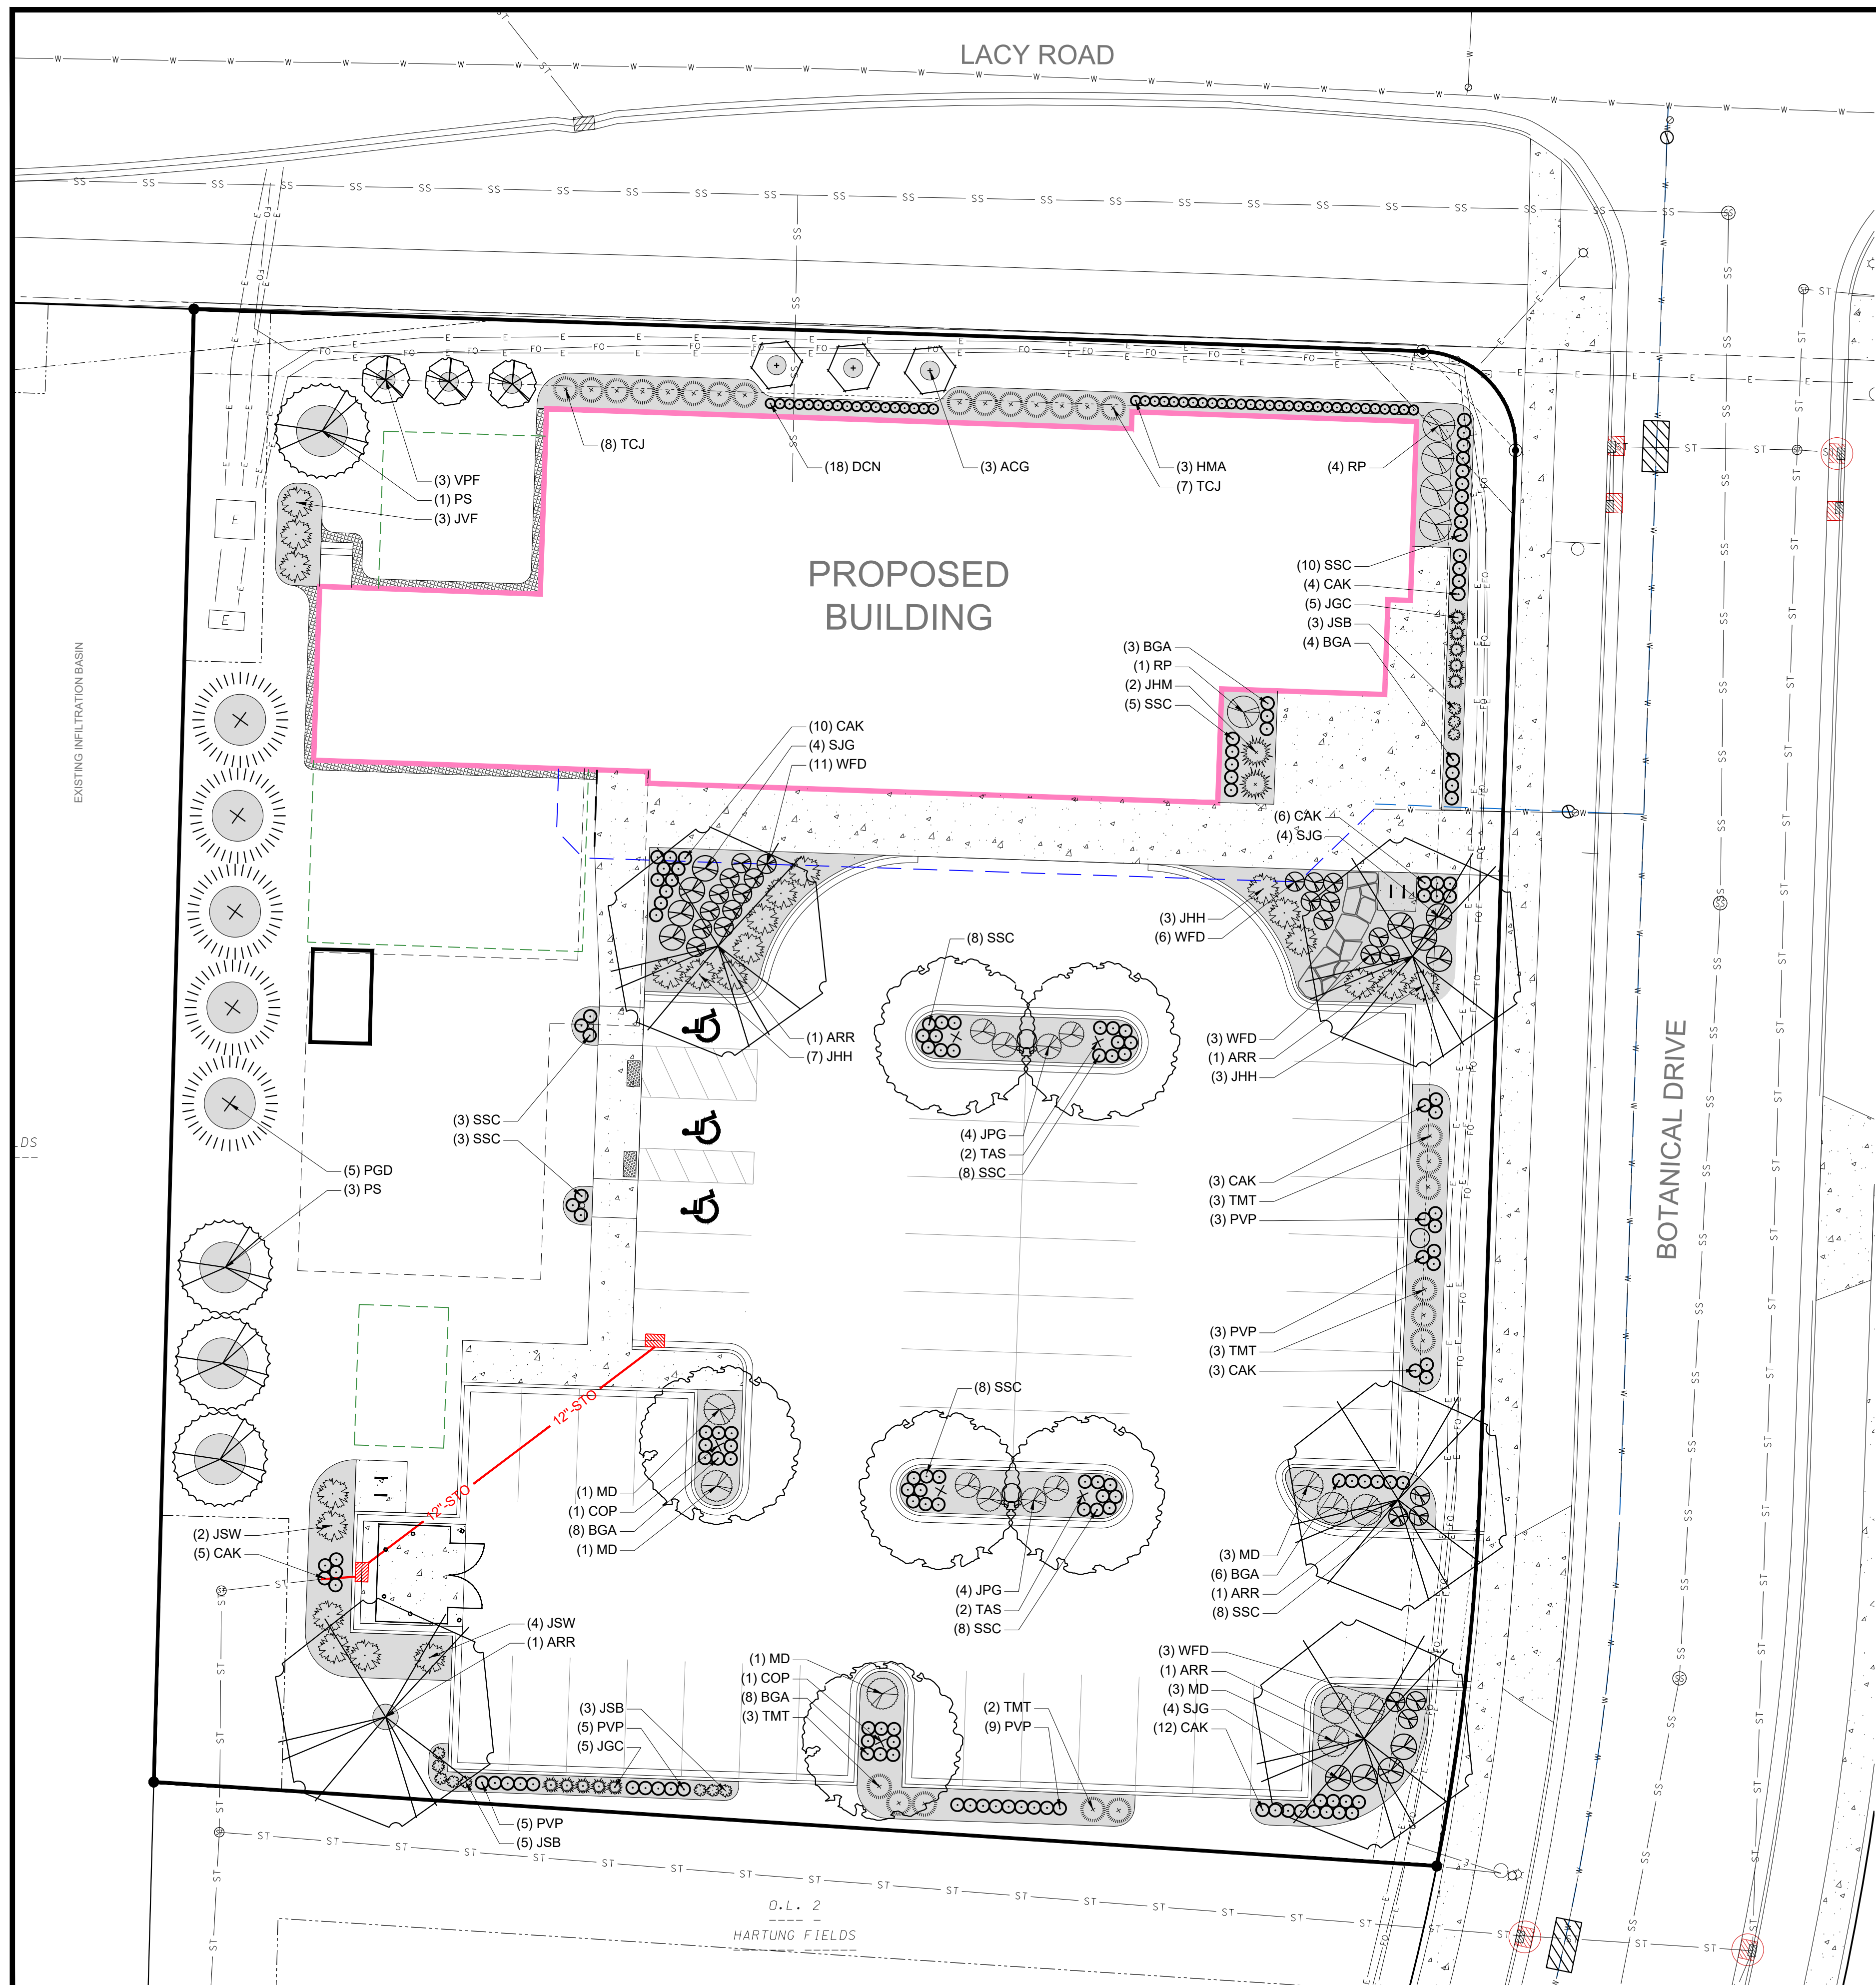 LACY ROAD
(8) TCJ
(18) DCN
(3) ACG
(3) HMA
(7) TCJ
(4) RP
(3) VPF
(1) PS
(3) JVF
E
E
PROPOSED
BUILDING
(10) SSC
(4) CAK
(5) JGC
(3) JSB
(4) BGA
(3) BGA
(1) RP
(2) JHM
(5) SSC
EXISTING INFILTRATION BASIN
(10) CAK
(4) SJG
(11) WFD
(6) CAK
(4) SJG
(3) JHH
(6) WFD
(8) SSC
(1) ARR
(7) JHH
(3) WFD
(1) ARR
(3) JHH
BOTANICAL DRIVE
(3) SSC
(3) SSC
(4) JPG
(2) TAS
(8) SSC
LDS
(5) PGD
(3) PS
(3) CAK
(3) TMT
(3) PVP
(3) PVP
(3) TMT
(3) CAK
(8) SSC
12"-STO
12"-STO
(1) MD
(1) COP
(8) BGA
(1) MD
(2) JSW
(5) CAK
(3) MD
(6) BGA
(1) ARR
(8) SSC
(4) JPG
(2) TAS
(8) SSC
(4) JSW
(1) ARR
(1) MD
(1) COP
(8) BGA
(3) TMT
(3) WFD
(1) ARR
(3) MD
(4) SJG
(12) CAK
(3) JSB
(5) PVP
(5) JGC
(2) TMT
(9) PVP
(5) PVP
(5) JSB
O.L. 2
HARTUNG FIELDS